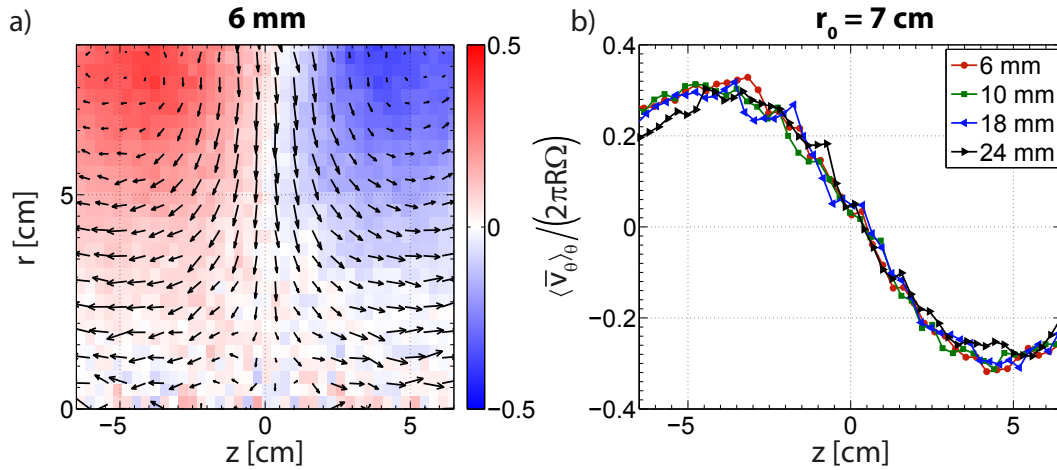 a)
6 mm
r [cm]
5
0
−5
0
5
z [cm]
0.5
0
−0.5
b)
r₀ = 7 cm
⟨v̅_θ⟩_θ/(2πRΩ)
0.4
0.2
0
−0.2
−0.4
−5
0
5
z [cm]
6 mm
10 mm
18 mm
24 mm